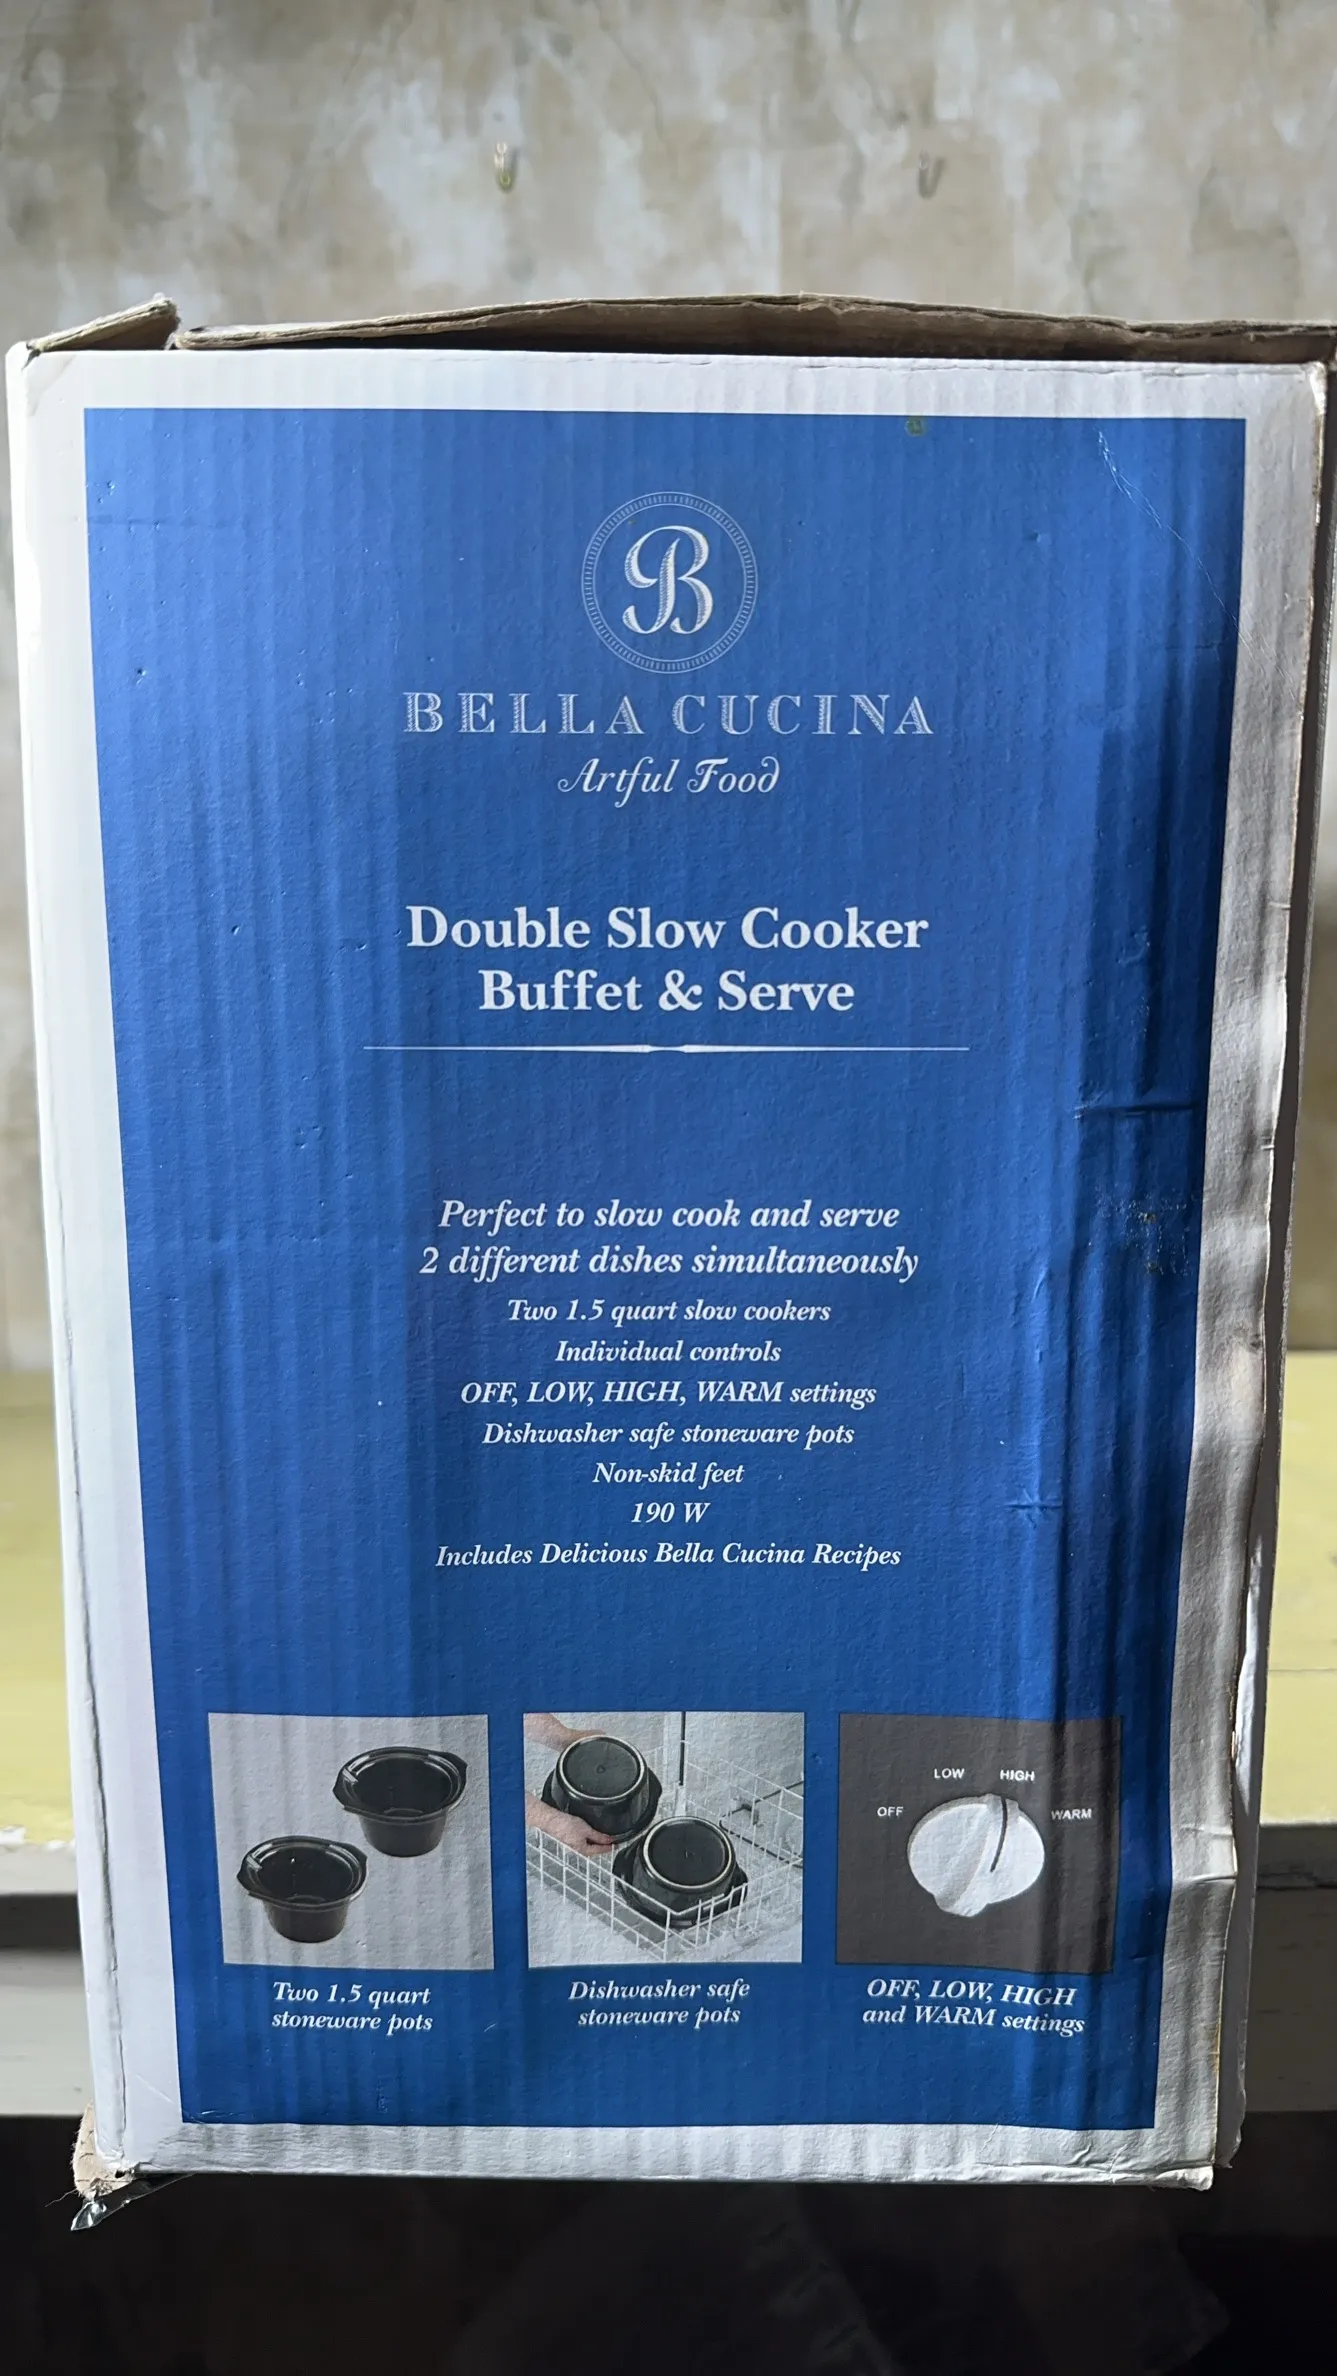 B
BELLA CUCINA
Artful Food
Double Slow Cooker
Buffet & Serve
Perfect to slow cook and serve
2 different dishes simultaneously
Two 1.5 quart slow cookers
Individual controls
OFF, LOW, HIGH, WARM settings
Dishwasher safe stoneware pots
Non-skid feet
190 W
Includes Delicious Bella Cucina Recipes
LOW HIGH
OFF WARM
Two 1.5 quart
stoneware pots
Dishwasher safe
stoneware pots
OFF, LOW, HIGH
and WARM settings